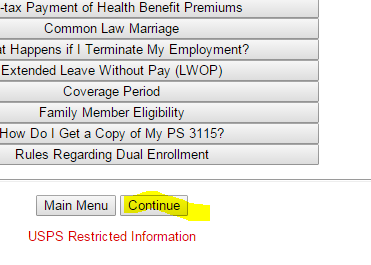 -tax Payment of Health Benefit Premiums
Common Law Marriage
at Happens if I Terminate My Employment?
Extended Leave Without Pay (LWOP)
Coverage Period
Family Member Eligibility
How Do I Get a Copy of My PS 3115?
Rules Regarding Dual Enrollment
Main Menu Continue
USPS Restricted Information